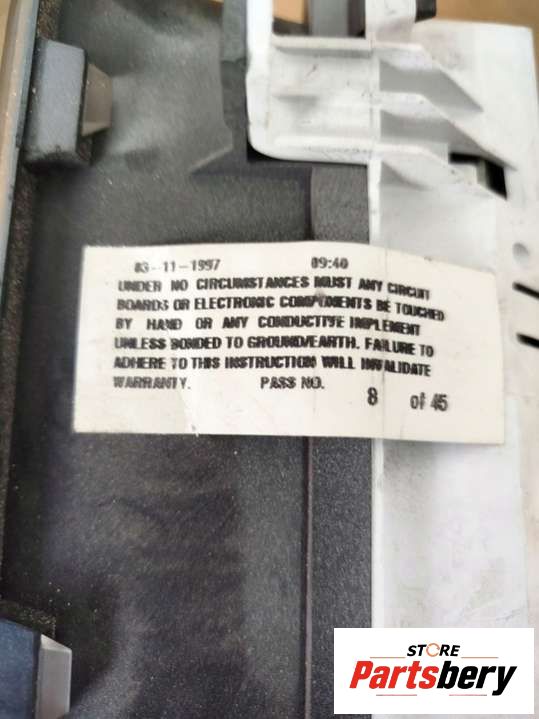 03-11-1997 09:40
UNDER NO CIRCUMSTANCES MUST ANY CIRCUIT
BOARDS OR ELECTRONIC COMPONENTS BE TOUCHED
BY HAND OR ANY CONDUCTIVE IMPLEMENT
UNLESS BONDED TO GROUND/EARTH. FAILURE TO
ADHERE TO THIS INSTRUCTION WILL INVALIDATE
WARRANTY. PASS NO. 8 of 45
STORE
Partsbery